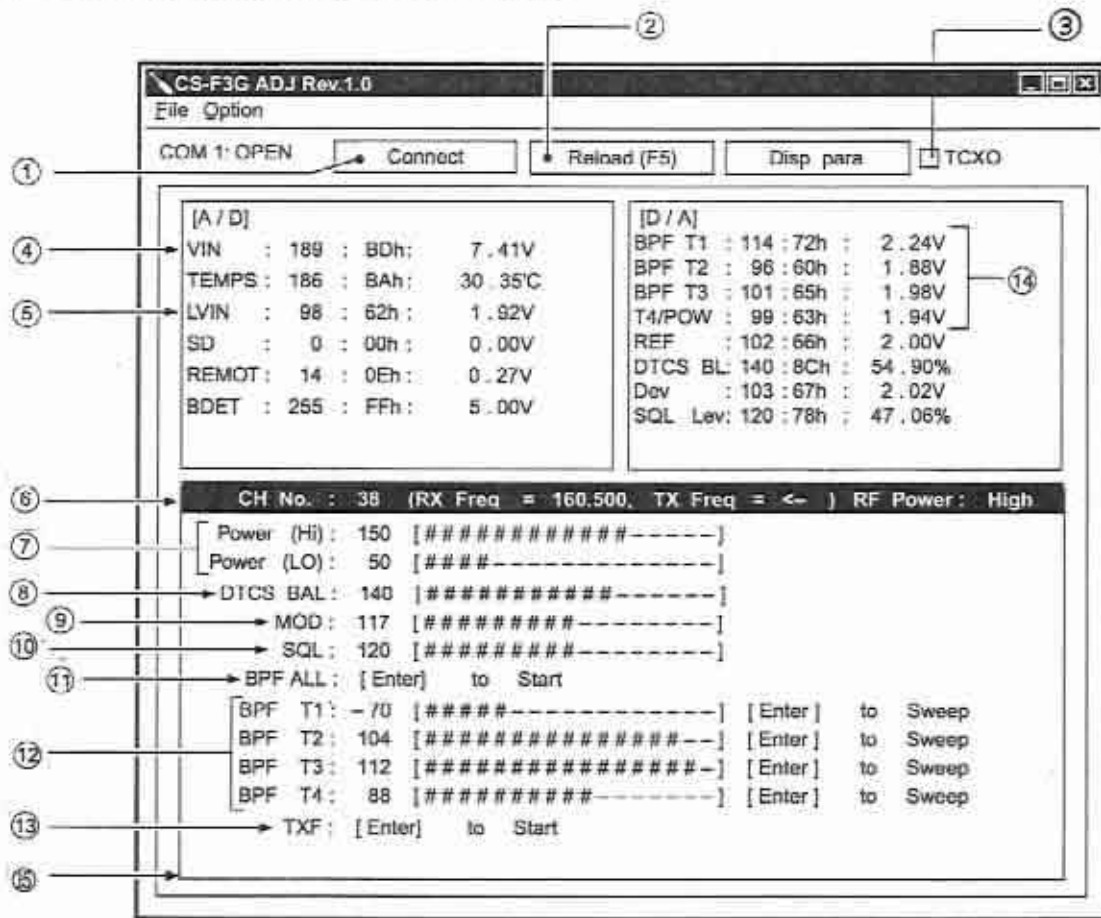 ② ③
CS-F3G ADJ Rev.1.0
File Option
① COM 1: OPEN Connect Reload (F5) Disp para TCXO
[A / D]
④ VIN : 189 : BDh: 7.41V
TEMPS : 186 : BAh: 30.35°C
⑤ LVIN : 98 : 62h : 1.92V
SD : 0 : 00h : 0.00V
REMOT : 14 : 0Eh : 0.27V
BDET : 255 : FFh : 5.00V
[D / A]
BPF T1 : 114 : 72h : 2.24V
BPF T2 : 96 : 60h : 1.88V
BPF T3 : 101 : 65h : 1.98V
T4/POW : 99 : 63h : 1.94V
⑭
REF : 102 : 66h : 2.00V
DTCS BL: 140 : 8Ch : 54.90%
Dev : 103 : 67h : 2.02V
SQL Lev: 120 : 78h : 47.06%
⑥ CH No. : 38 (RX Freq = 160.500, TX Freq = <- ) RF Power : High
⑦ Power (Hi) : 150 [############-----]
Power (LO) : 50 [####-------------]
⑧ DTCS BAL : 140 [###########------]
⑨ MOD : 117 [#########--------]
⑩ SQL : 120 [#########--------]
⑪ BPF ALL : [Enter] to Start
⑫ BPF T1 : -70 [#####------------] [Enter] to Sweep
BPF T2 : 104 [###############--] [Enter] to Sweep
BPF T3 : 112 [################-] [Enter] to Sweep
BPF T4 : 88 [##########-------] [Enter] to Sweep
⑬ TXF : [Enter] to Start
⑮